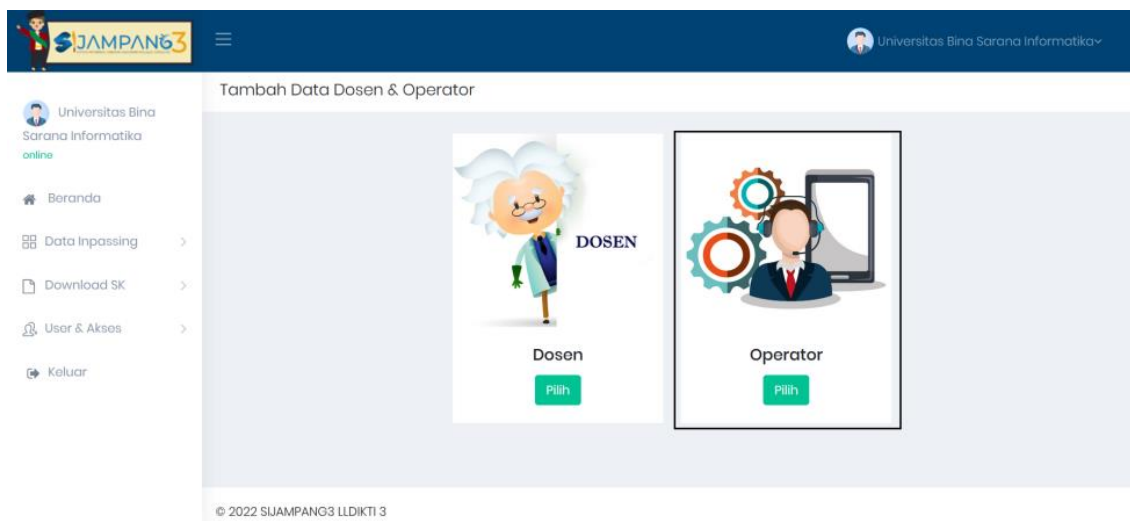 SIJAMPANG3
Universitas Bina Sarana Informatika
Tambah Data Dosen & Operator
Universitas Bina
Sarana Informatika
online
Beranda
Data Inpassing
Download SK
User & Akses
Keluar
DOSEN
Dosen
Pilih
Operator
Pilih
© 2022 SIJAMPANG3 LLDIKTI 3